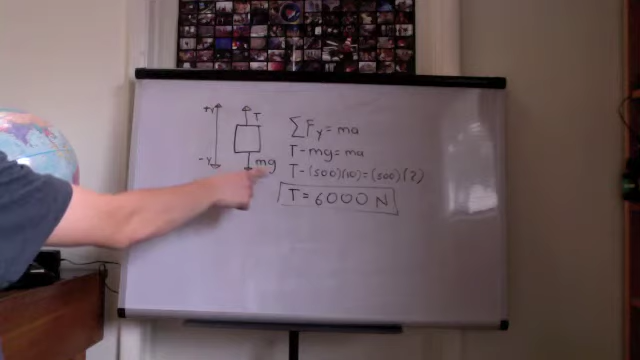 +y
T
-y
mg
ΣFy = ma
T - mg = ma
T - (500)(10) = (500)(2)
T = 6000 N